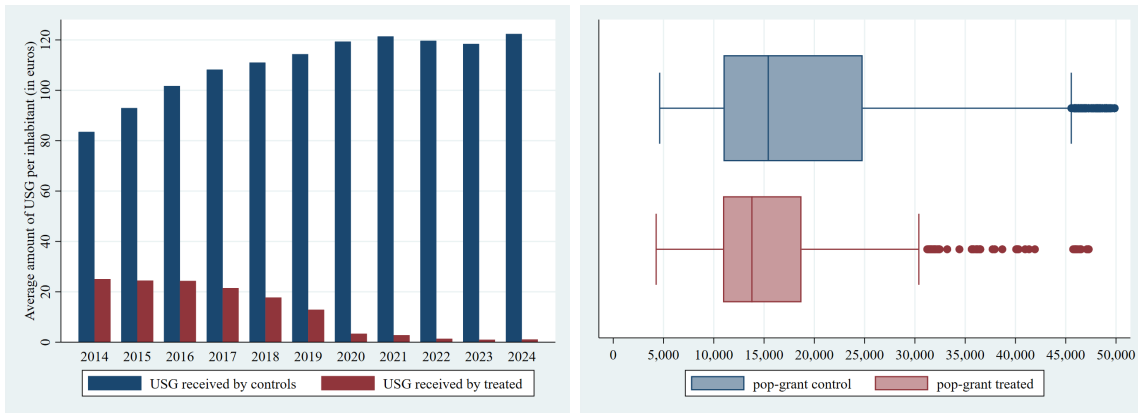 Average amount of USG per inhabitant (in euros)
120
100
80
60
40
20
0
2014 2015 2016 2017 2018 2019 2020 2021 2022 2023 2024
USG received by controls USG received by treated
0 5,000 10,000 15,000 20,000 25,000 30,000 35,000 40,000 45,000 50,000
pop-grant control pop-grant treated